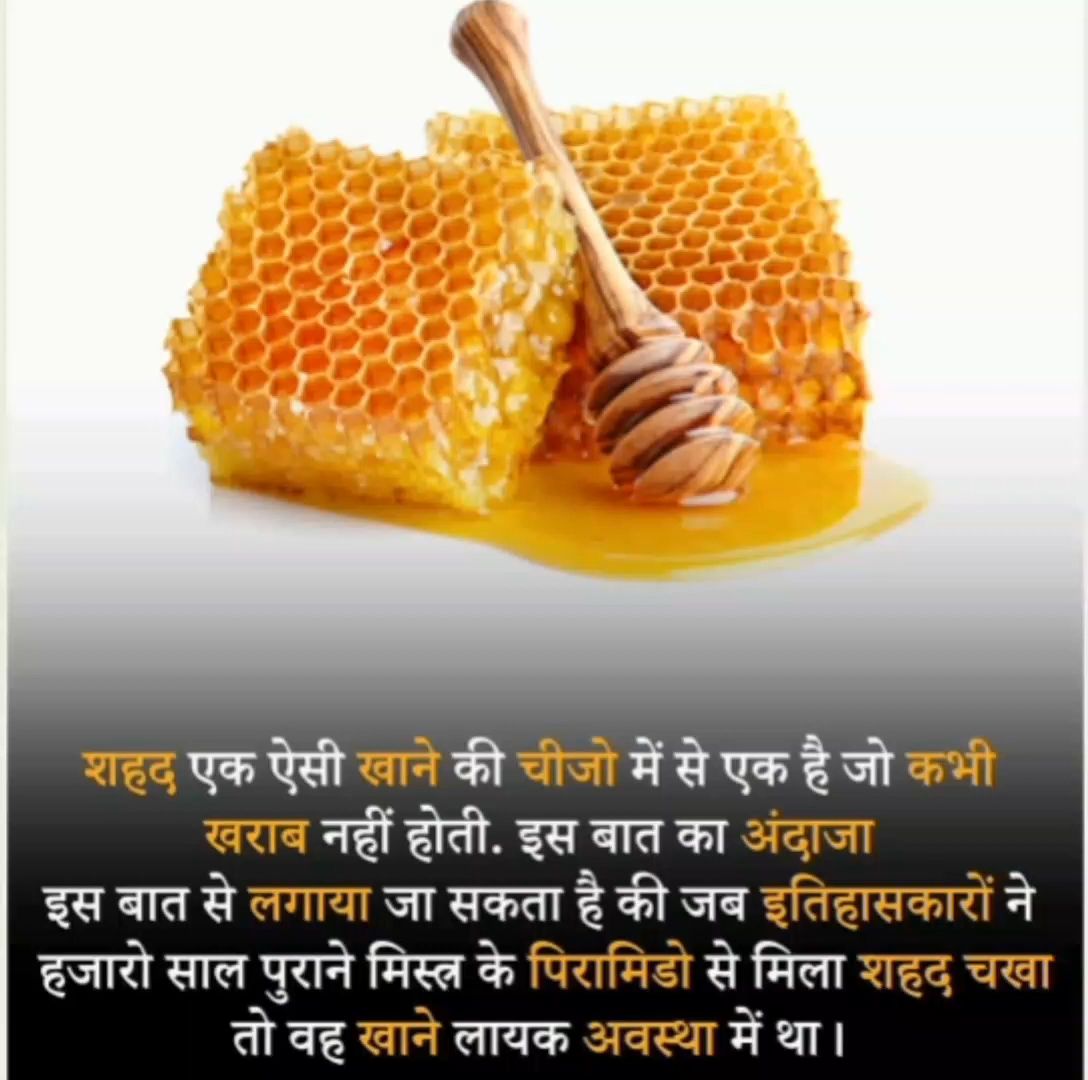 शहद एक ऐसी खाने की चीजो में से एक है जो कभी
खराब नहीं होती. इस बात का अंदाजा
इस बात से लगाया जा सकता है की जब इतिहासकारों ने
हजारो साल पुराने मिस्त्र के पिरामिडो से मिला शहद चखा
तो वह खाने लायक अवस्था में था।